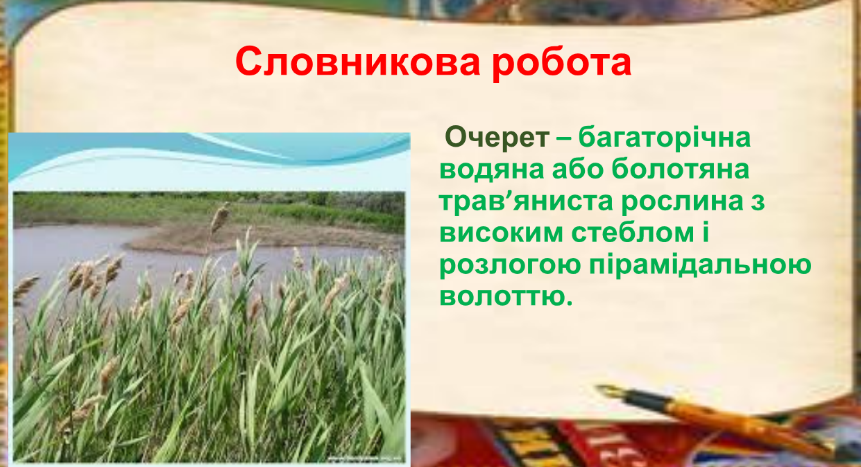 Словникова робота
Очерет – багаторічна
водяна або болотяна
трав’яниста рослина з
високим стеблом і
розлогою пірамідальною
волоттю.